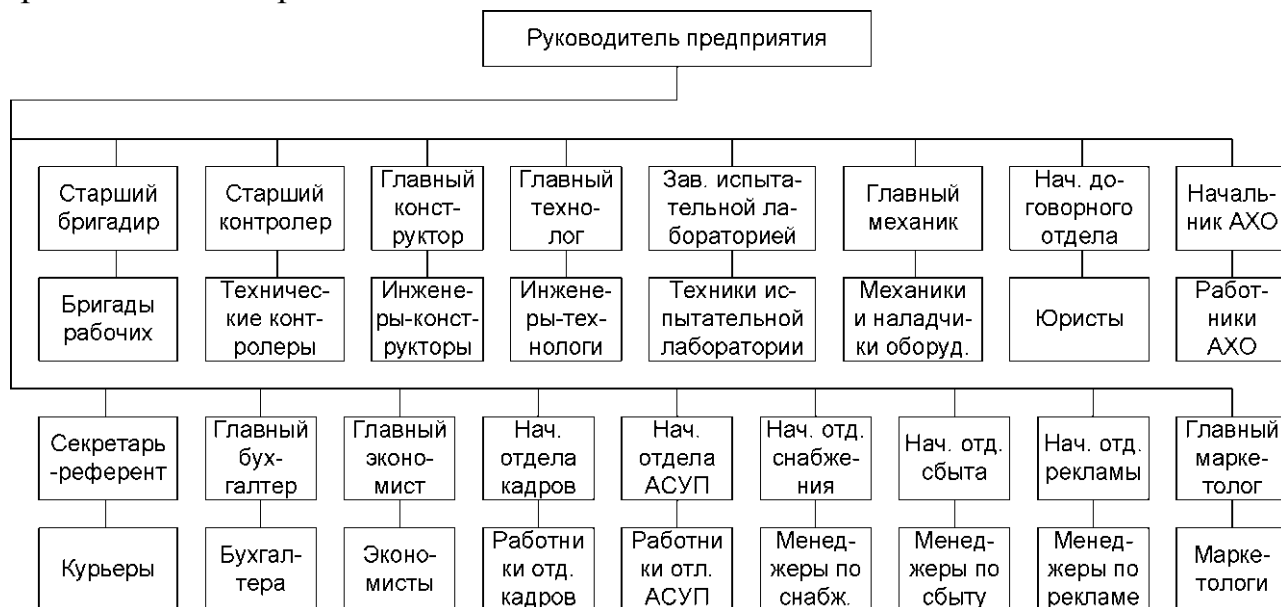 Руководитель предприятия
Старший
бригадир
Старший
контролер
Главный
конст-
руктор
Главный
техно-
лог
Зав. испыта-
тельной ла-
бораторией
Главный
механик
Нач. до-
говорного
отдела
Началь-
ник АХО
Бригады
рабочих
Техничес-
кие конт-
ролеры
Инжене-
ры-конст-
рукторы
Инжене-
ры-тех-
нологи
Техники ис-
пытательной
лаборатории
Механики
и наладчи-
ки оборуд.
Юристы
Работ-
ники
АХО
Секретарь
-референт
Главный
бух-
галтер
Главный
эконо-
мист
Нач.
отдела
кадров
Нач.
отдела
АСУП
Нач. отд.
снабже-
ния
Нач. отд.
сбыта
Нач. отд.
рекламы
Главный
марке-
толог
Курьеры
Бухгал-
тера
Эконо-
мисты
Работни
ки отд.
кадров
Работни
ки отл.
АСУП
Менед-
жеры по
снабж.
Менед-
жеры по
сбыту
Менед-
жеры по
рекламе
Марке-
тологи